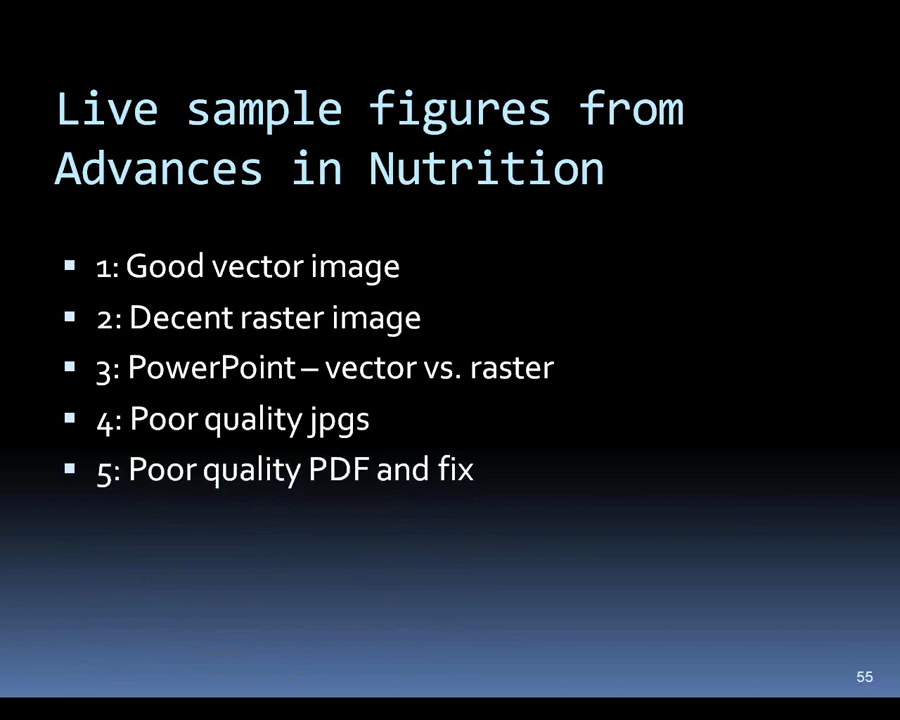 Live sample figures from
Advances in Nutrition
▪ 1: Good vector image
▪ 2: Decent raster image
▪ 3: PowerPoint – vector vs. raster
▪ 4: Poor quality jpgs
▪ 5: Poor quality PDF and fix
55